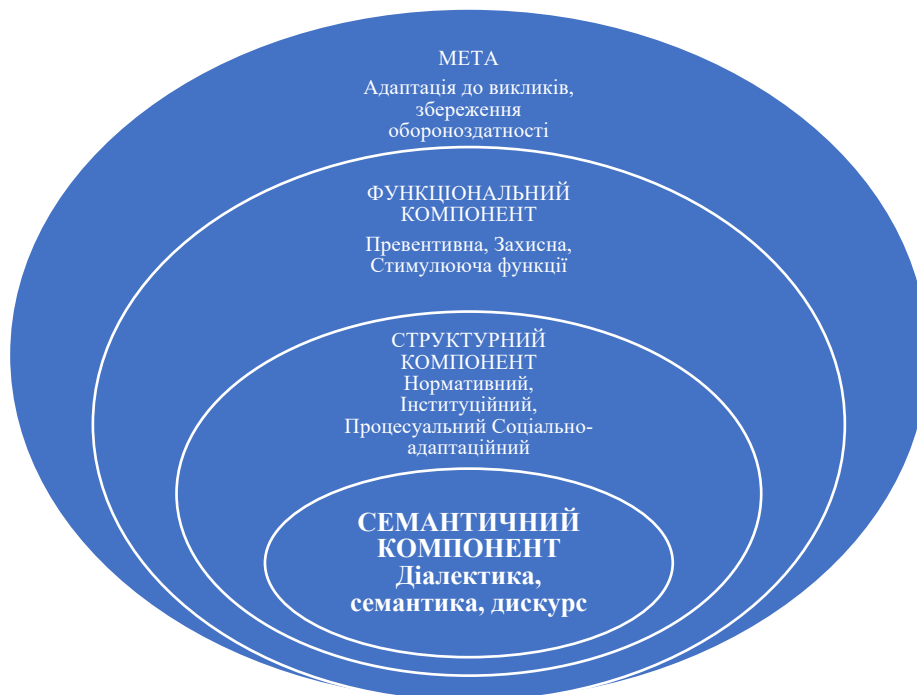 МЕТА
Адаптація до викликів,
збереження
обороноздатності
ФУНКЦІОНАЛЬНИЙ
КОМПОНЕНТ
Превентивна, Захисна,
Стимулююча функції
СТРУКТУРНИЙ
КОМПОНЕНТ
Нормативний,
Інституційний,
Процесуальний Соціально-
адаптаційний
СЕМАНТИЧНИЙ
КОМПОНЕНТ
Діалектика,
семантика, дискурс